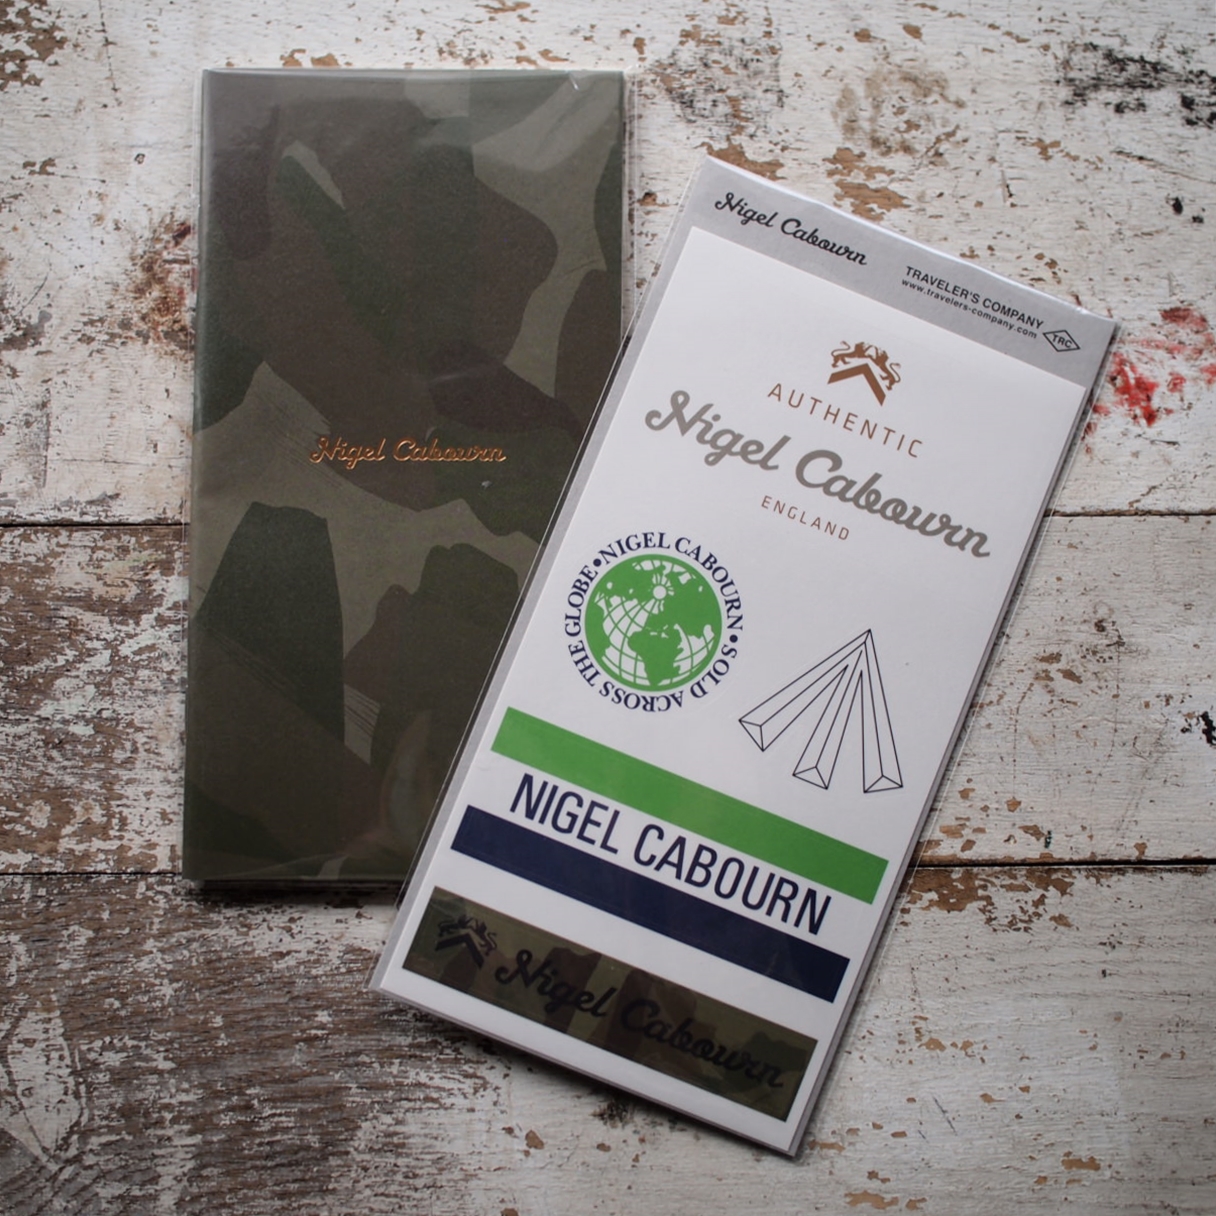 Nigel Cabourn
Nigel Cabourn
TRAVELER'S COMPANY
www.travelers-company.com
TRC
AUTHENTIC
Nigel Cabourn
ENGLAND
•NIGEL CABOURN•SOLD ACROSS THE GLOBE
NIGEL CABOURN
Nigel Cabourn